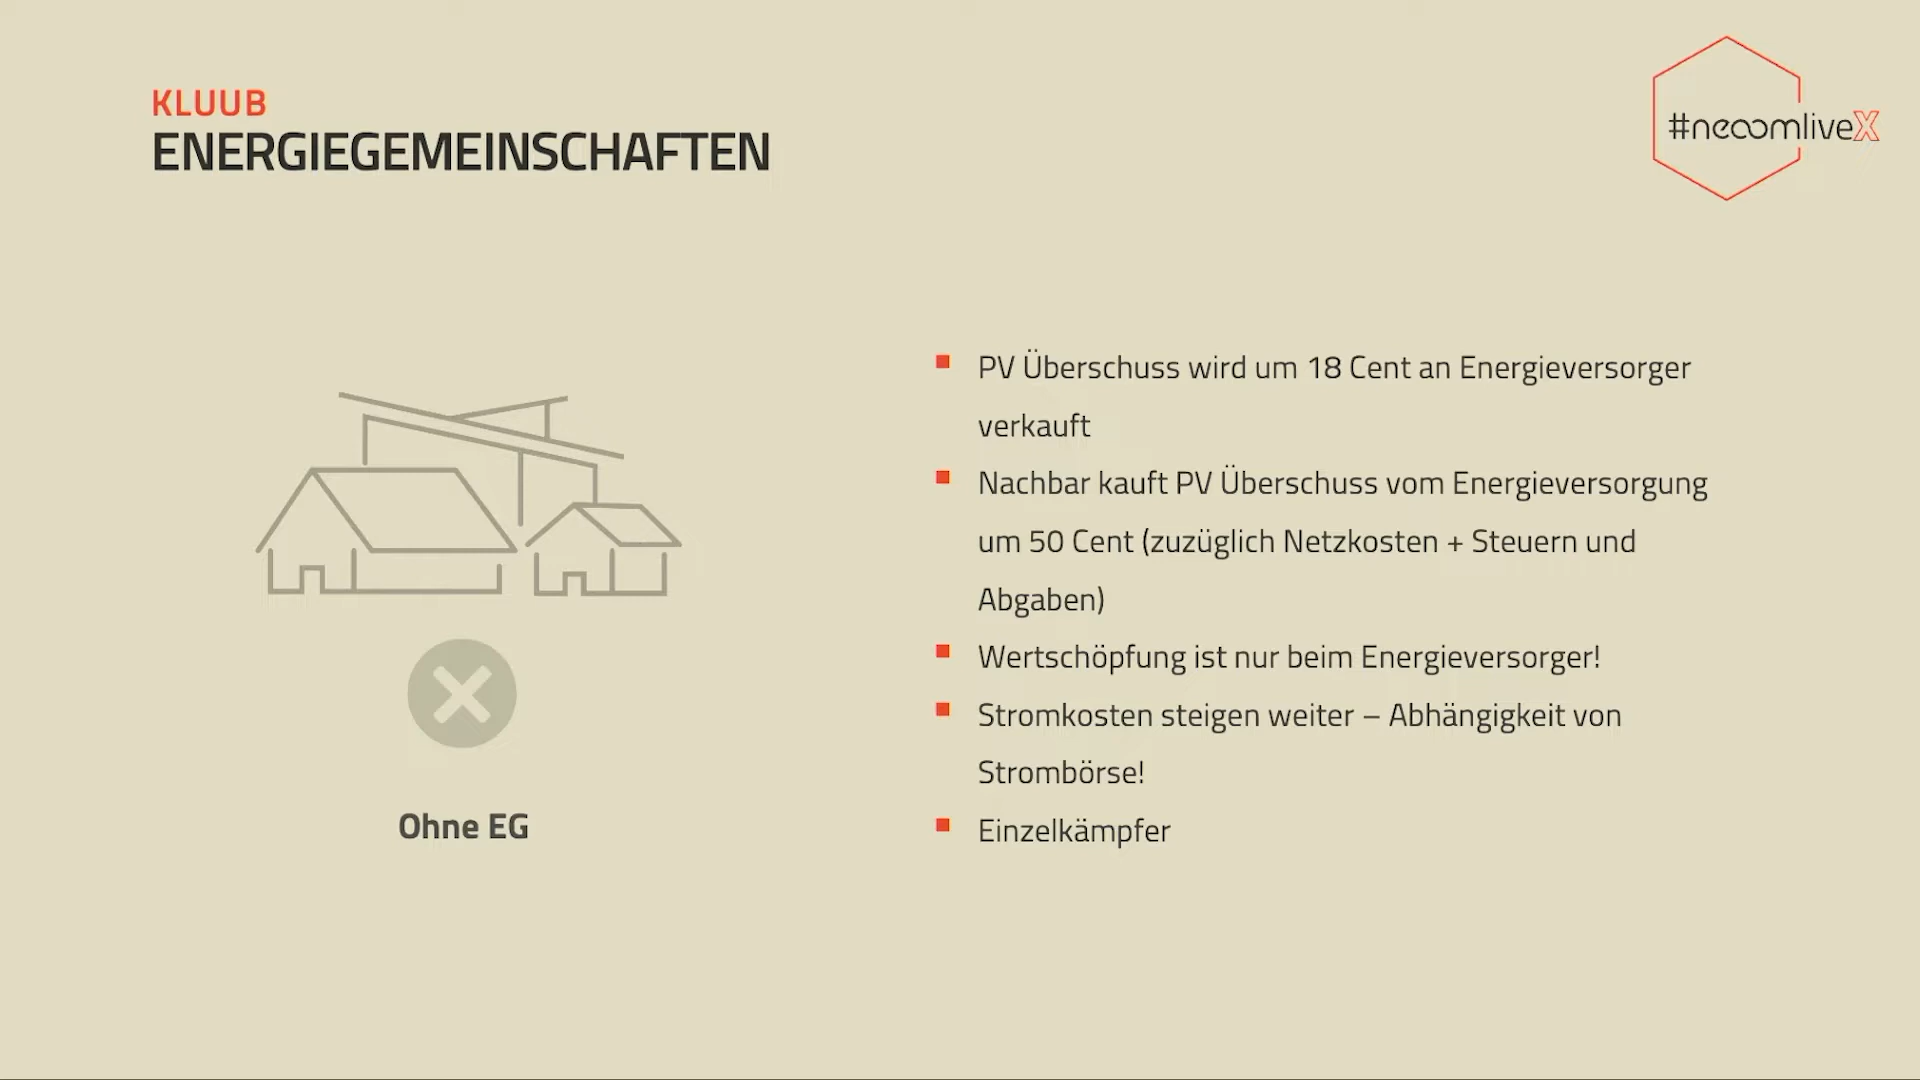 KLUUB
ENERGIEGEMEINSCHAFTEN
#neoomliveX
PV Überschuss wird um 18 Cent an Energieversorger
verkauft
Nachbar kauft PV Überschuss vom Energieversorgung
um 50 Cent (zuzüglich Netzkosten + Steuern und
Abgaben)
Wertschöpfung ist nur beim Energieversorger!
Stromkosten steigen weiter – Abhängigkeit von
Strombörse!
Einzelkämpfer
Ohne EG